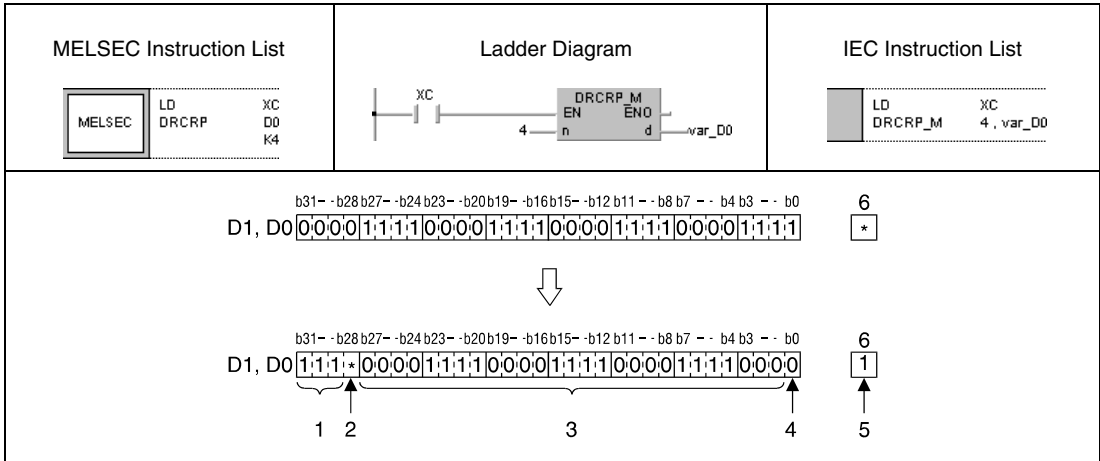 MELSEC Instruction List
Ladder Diagram
IEC Instruction List
MELSEC
LD XC
DRCRP D0
K4
XC
DRCRP_M
EN ENO
4 n d var_D0
LD XC
DRCRP_M 4 , var_D0
b31- -b28 b27- -b24 b23- -b20 b19- -b16 b15- -b12 b11 - -b8 b7 - - b4 b3 - - b0 6
D1, D0 0 0 0 0 1 1 1 1 0 0 0 0 1 1 1 1 0 0 0 0 1 1 1 1 0 0 0 0 1 1 1 1 *
b31- -b28 b27- -b24 b23- -b20 b19- -b16 b15- -b12 b11 - -b8 b7 - - b4 b3 - - b0 6
D1, D0 1 1 1 * 0 0 0 0 1 1 1 1 0 0 0 0 1 1 1 1 0 0 0 0 1 1 1 1 0 0 0 0 1
1 2 3 4 5